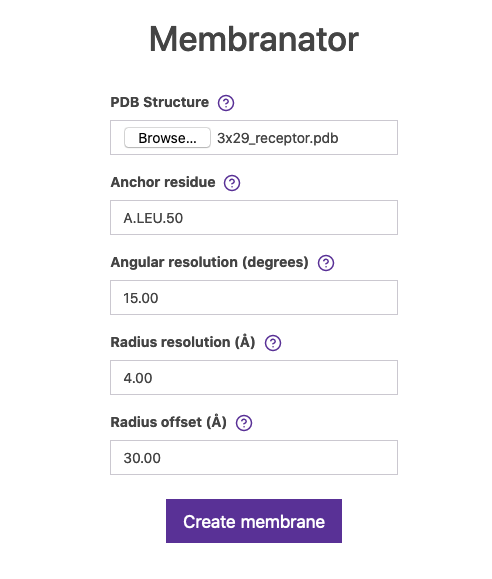 Membranator
PDB Structure ?
Browse... 3x29_receptor.pdb
Anchor residue ?
A.LEU.50
Angular resolution (degrees) ?
15.00
Radius resolution (Å) ?
4.00
Radius offset (Å) ?
30.00
Create membrane